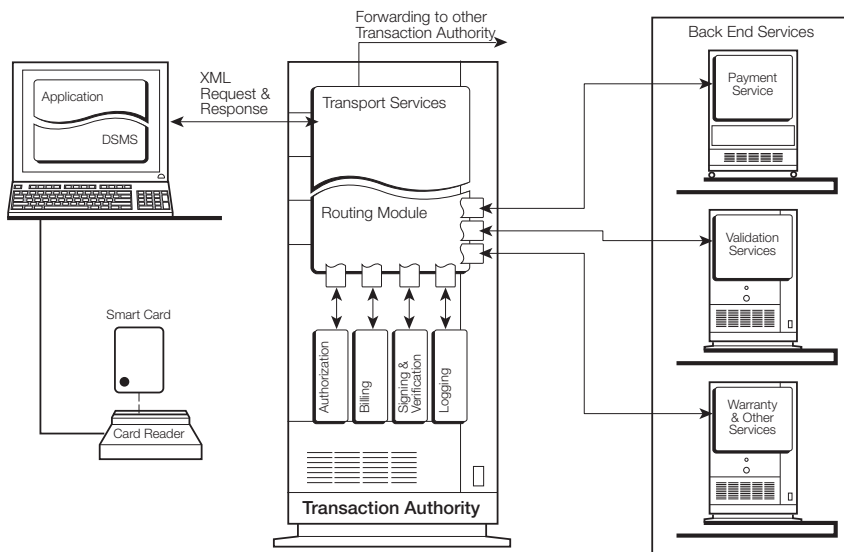 Forwarding to other
Transaction Authority
Back End Services
XML
Request &
Response
Application
DSMS
Transport Services
Payment
Service
Routing Module
Validation
Services
Smart Card
Authorization
Billing
Signing &
Verification
Logging
Warranty
& Other
Services
Card Reader
Transaction Authority